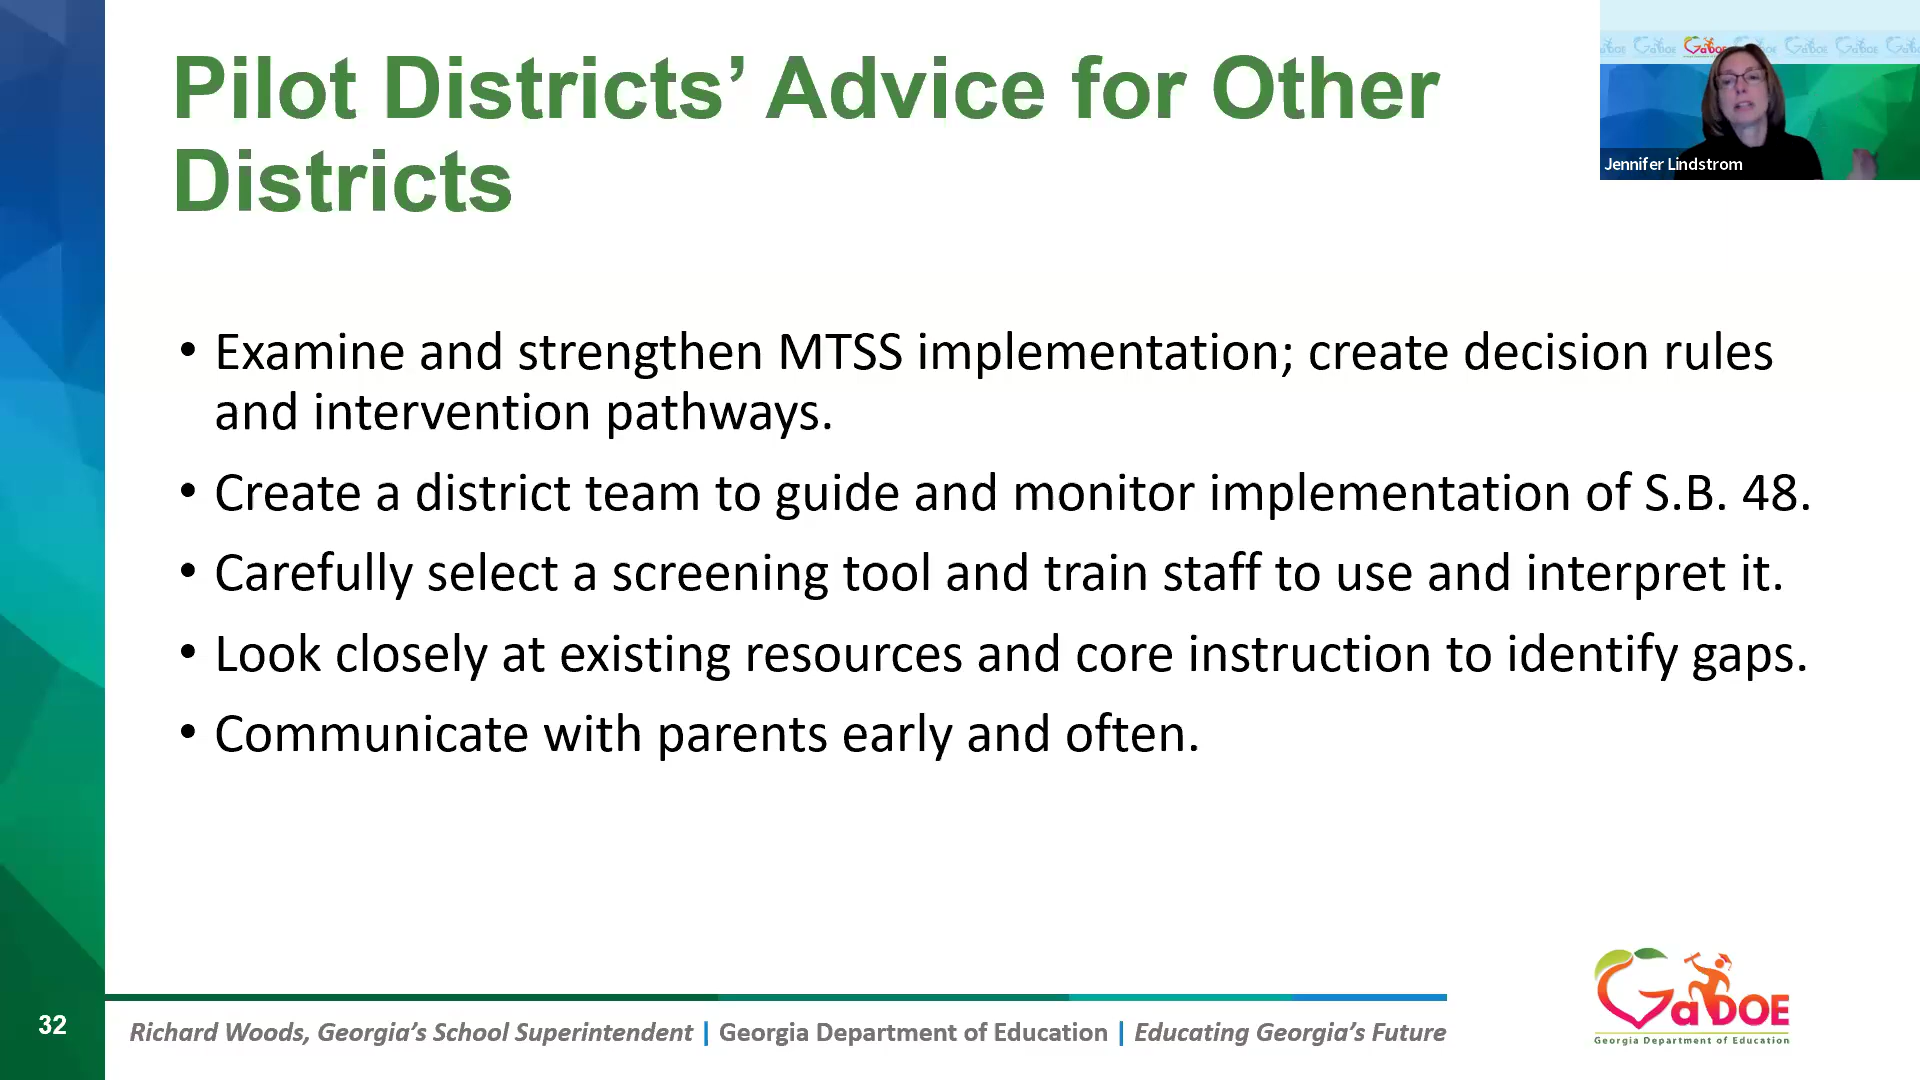 Pilot Districts’ Advice for Other
Districts
GaDOE
Jennifer Lindstrom
• Examine and strengthen MTSS implementation; create decision rules
and intervention pathways.
• Create a district team to guide and monitor implementation of S.B. 48.
• Carefully select a screening tool and train staff to use and interpret it.
• Look closely at existing resources and core instruction to identify gaps.
• Communicate with parents early and often.
32
Richard Woods, Georgia’s School Superintendent | Georgia Department of Education | Educating Georgia’s Future
GaDOE
Georgia Department of Education